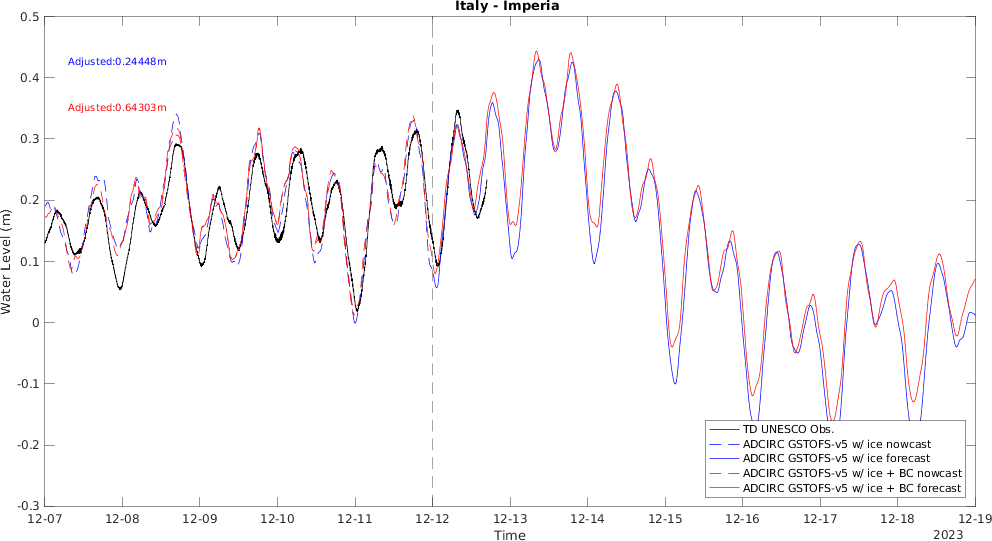 Italy - Imperia
0.5
0.4
0.3
0.2
0.1
0
-0.1
-0.2
-0.3
Water Level (m)
Adjusted:0.24448m
Adjusted:0.64303m
TD UNESCO Obs.
ADCIRC GSTOFS-v5 w/ ice nowcast
ADCIRC GSTOFS-v5 w/ ice forecast
ADCIRC GSTOFS-v5 w/ ice + BC nowcast
ADCIRC GSTOFS-v5 w/ ice + BC forecast
12-07 12-08 12-09 12-10 12-11 12-12 12-13 12-14 12-15 12-16 12-17 12-18 12-19
Time
2023